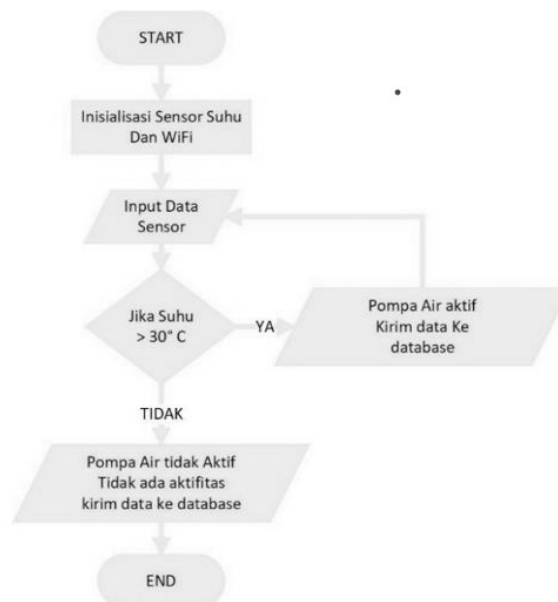 START
Inisialisasi Sensor Suhu
Dan WiFi
Input Data
Sensor
Jika Suhu
> 30° C
YA
Pompa Air aktif
Kirim data Ke
database
TIDAK
Pompa Air tidak Aktif
Tidak ada aktifitas
kirim data ke database
END